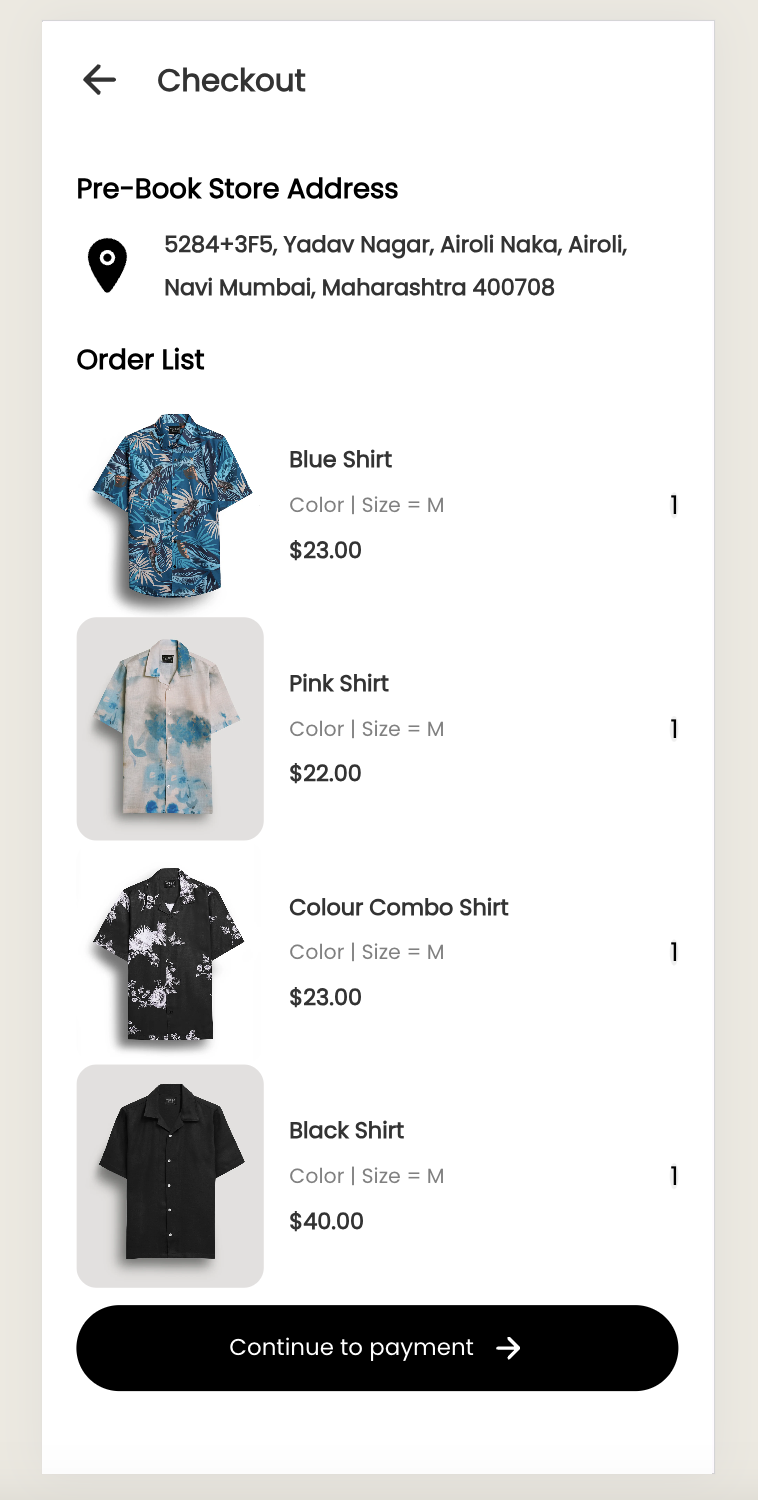 Checkout
Pre-Book Store Address
5284+3F5, Yadav Nagar, Airoli Naka, Airoli,
Navi Mumbai, Maharashtra 400708
Order List
Blue Shirt
Color | Size = M
1
$23.00
Pink Shirt
Color | Size = M
1
$22.00
Colour Combo Shirt
Color | Size = M
1
$23.00
Black Shirt
Color | Size = M
1
$40.00
Continue to payment